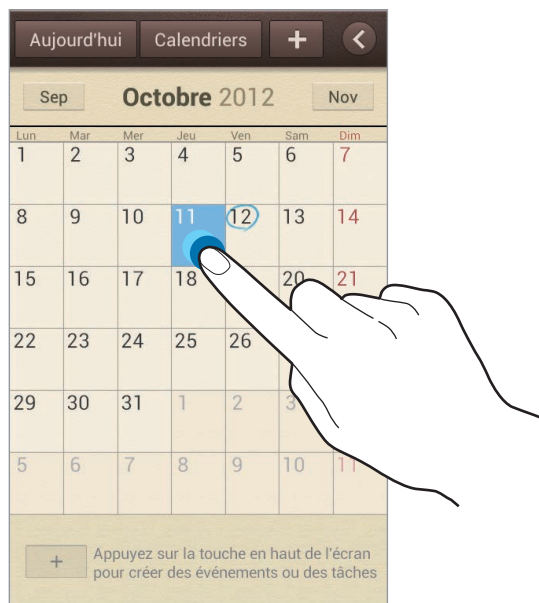 Aujourd'hui Calendriers +
Sep Octobre 2012 Nov
Lun Mar Mer Jeu Ven Sam Dim
1 2 3 4 5 6 7
8 9 10 11 12 13 14
15 16 17 18 20 21
22 23 24 25 26
29 30 31 1 2 3
5 6 7 8 9 10 11
+ Appuyez sur la touche en haut de l'écran
pour créer des événements ou des tâches